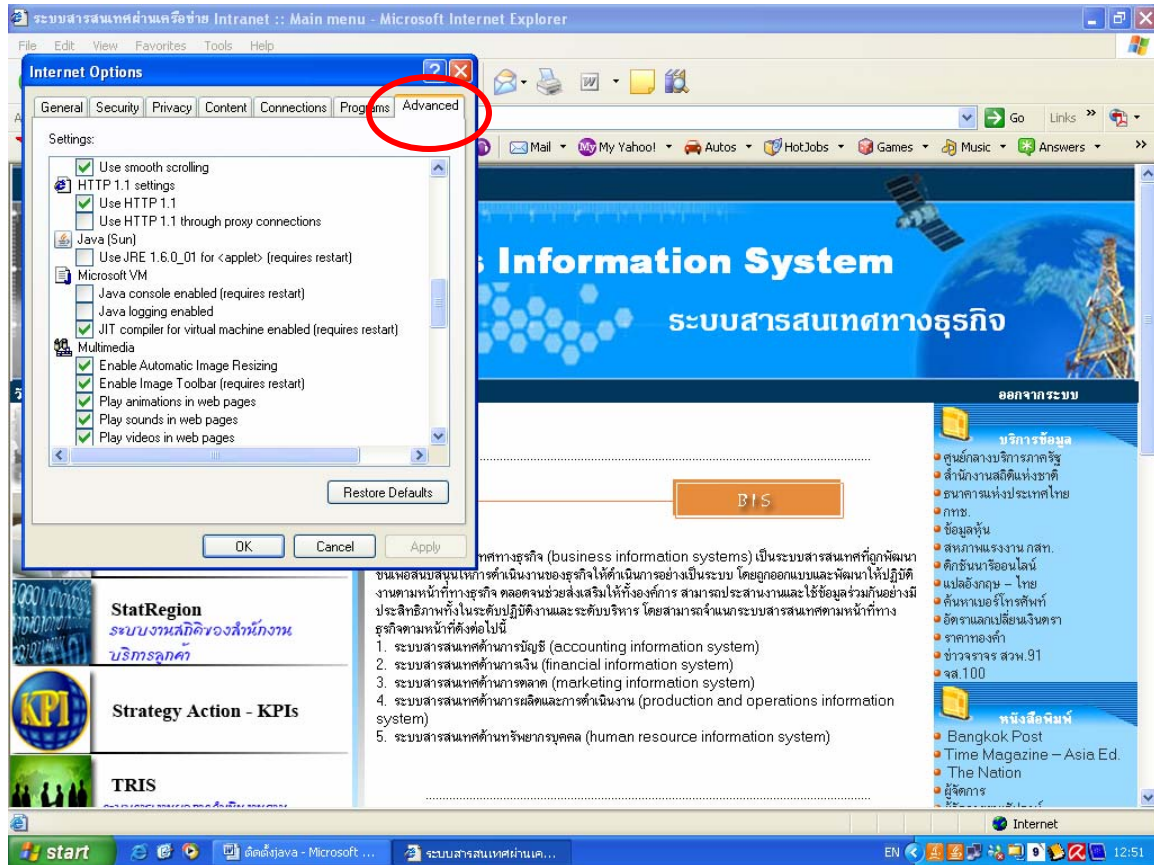 ระบบสารสนเทศผ่านเครือข่าย Intranet :: Main menu - Microsoft Internet Explorer
File Edit View Favorites Tools Help
Internet Options
General Security Privacy Content Connections Programs Advanced
Go Links »
Mail My Yahoo! Autos HotJobs Games Music Answers »
Settings:
Use smooth scrolling
HTTP 1.1 settings
Use HTTP 1.1
Use HTTP 1.1 through proxy connections
Java (Sun)
Use JRE 1.6.0_01 for <applet> (requires restart)
Microsoft VM
Java console enabled (requires restart)
Java logging enabled
JIT compiler for virtual machine enabled (requires restart)
Multimedia
Enable Automatic Image Resizing
Enable Image Toolbar (requires restart)
Play animations in web pages
Play sounds in web pages
Play videos in web pages
Restore Defaults
OK Cancel Apply
Information System
ระบบสารสนเทศทางธุรกิจ
ออกจากระบบ
BIS
ทศทางธุรกิจ (business information systems) เป็นระบบสารสนเทศที่ถูกพัฒนา
ขึ้นเพื่อสนับสนุนให้การดำเนินงานของธุรกิจให้ดำเนินการอย่างเป็นระบบ โดยถูกออกแบบและพัฒนาให้ปฏิบัติ
งานตามหน้าที่ทางธุรกิจ ตลอดจนช่วยส่งเสริมให้ทั้งองค์การ สามารถประสานงานและใช้ข้อมูลร่วมกันอย่างมี
ประสิทธิภาพทั้งในระดับปฏิบัติงานและระดับบริหาร โดยสามารถจำแนกระบบสารสนเทศตามหน้าที่ทาง
ธุรกิจตามหน้าที่ดังต่อไปนี้
1. ระบบสารสนเทศด้านการบัญชี (accounting information system)
2. ระบบสารสนเทศด้านการเงิน (financial information system)
3. ระบบสารสนเทศด้านการตลาด (marketing information system)
4. ระบบสารสนเทศด้านการผลิตและการดำเนินงาน (production and operations information
system)
5. ระบบสารสนเทศด้านทรัพยากรบุคคล (human resource information system)
StatRegion
ระบบงานสถิติของสำนักงาน
บริการลูกค้า
KPI
Strategy Action - KPIs
TRIS
บริการข้อมูล
ศูนย์กลางบริการภาครัฐ
สำนักงานสถิติแห่งชาติ
ธนาคารแห่งประเทศไทย
กทช.
ข้อมูลหุ้น
สหภาพแรงงาน กสท.
ดิกชันนารีออนไลน์
แปลอังกฤษ – ไทย
ค้นหาเบอร์โทรศัพท์
อัตราแลกเปลี่ยนเงินตรา
ราคาทองคำ
ข่าวจราจร สวพ.91
จส.100
หนังสือพิมพ์
Bangkok Post
Time Magazine – Asia Ed.
The Nation
ผู้จัดการ
Internet
start
ติดตั้งjava - Microsoft ...
ระบบสารสนเทศผ่านเค...
EN
12:51